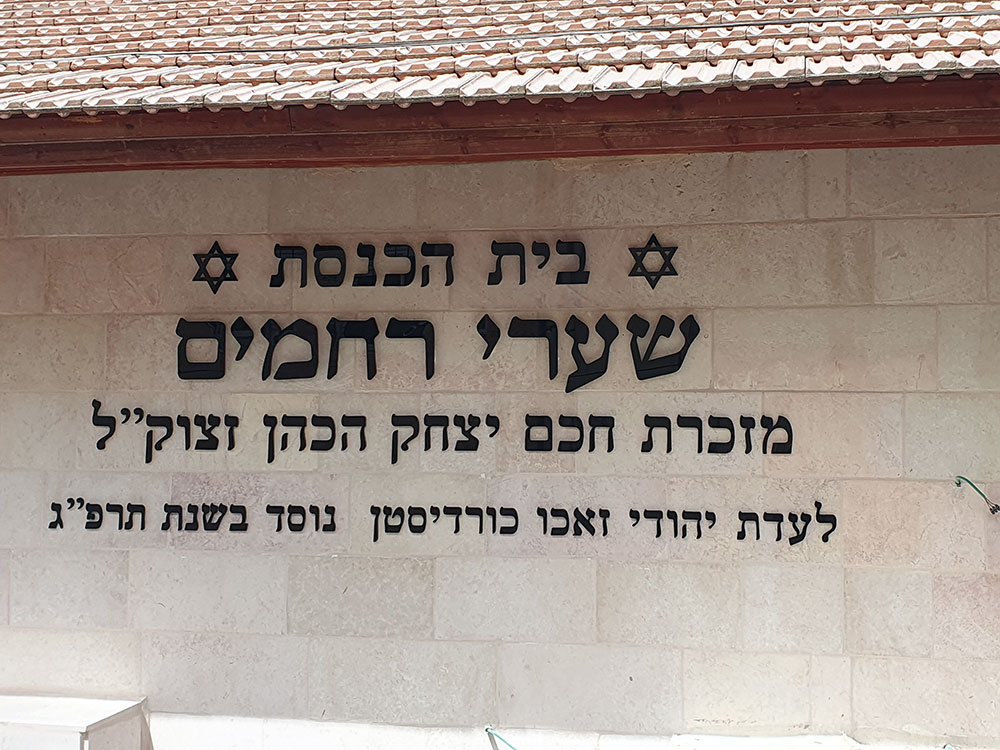 בית הכנסת
שערי רחמים
מזכרת חכם יצחק הכהן זצוק''ל
לעדת יהודי זאכו כורדיסטן נוסד בשנת תרפ''ג